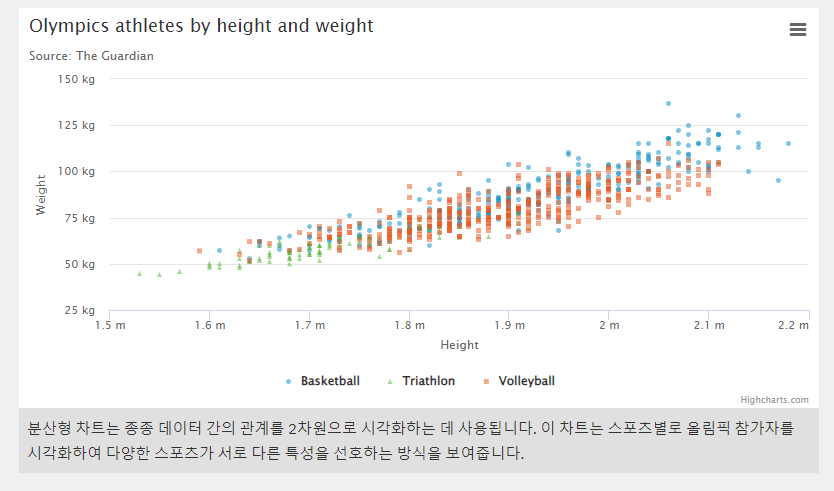 Olympics athletes by height and weight
Source: The Guardian
150 kg
125 kg
100 kg
75 kg
50 kg
25 kg
Weight
1.5 m 1.6 m 1.7 m 1.8 m 1.9 m 2 m 2.1 m 2.2 m
Height
Basketball Triathlon Volleyball
Highcharts.com
분산형 차트는 종종 데이터 간의 관계를 2차원으로 시각화하는 데 사용됩니다. 이 차트는 스포츠별로 올림픽 참가자를
시각화하여 다양한 스포츠가 서로 다른 특성을 선호하는 방식을 보여줍니다.